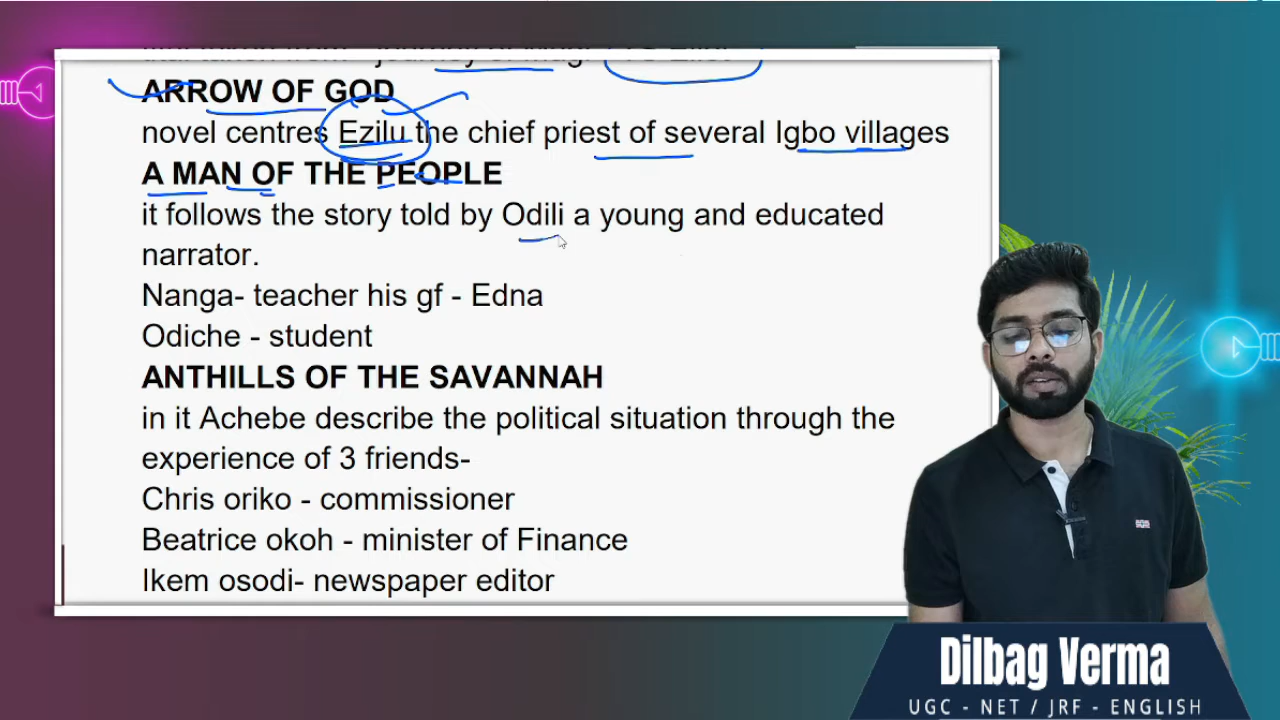 ARROW OF GOD
novel centres Ezilu the chief priest of several Igbo villages
A MAN OF THE PEOPLE
it follows the story told by Odili a young and educated
narrator.
Nanga- teacher his gf - Edna
Odiche - student
ANTHILLS OF THE SAVANNAH
in it Achebe describe the political situation through the
experience of 3 friends-
Chris oriko - commissioner
Beatrice okoh - minister of Finance
Ikem osodi- newspaper editor
Dilbag Verma
UGC - NET / JRF - ENGLISH